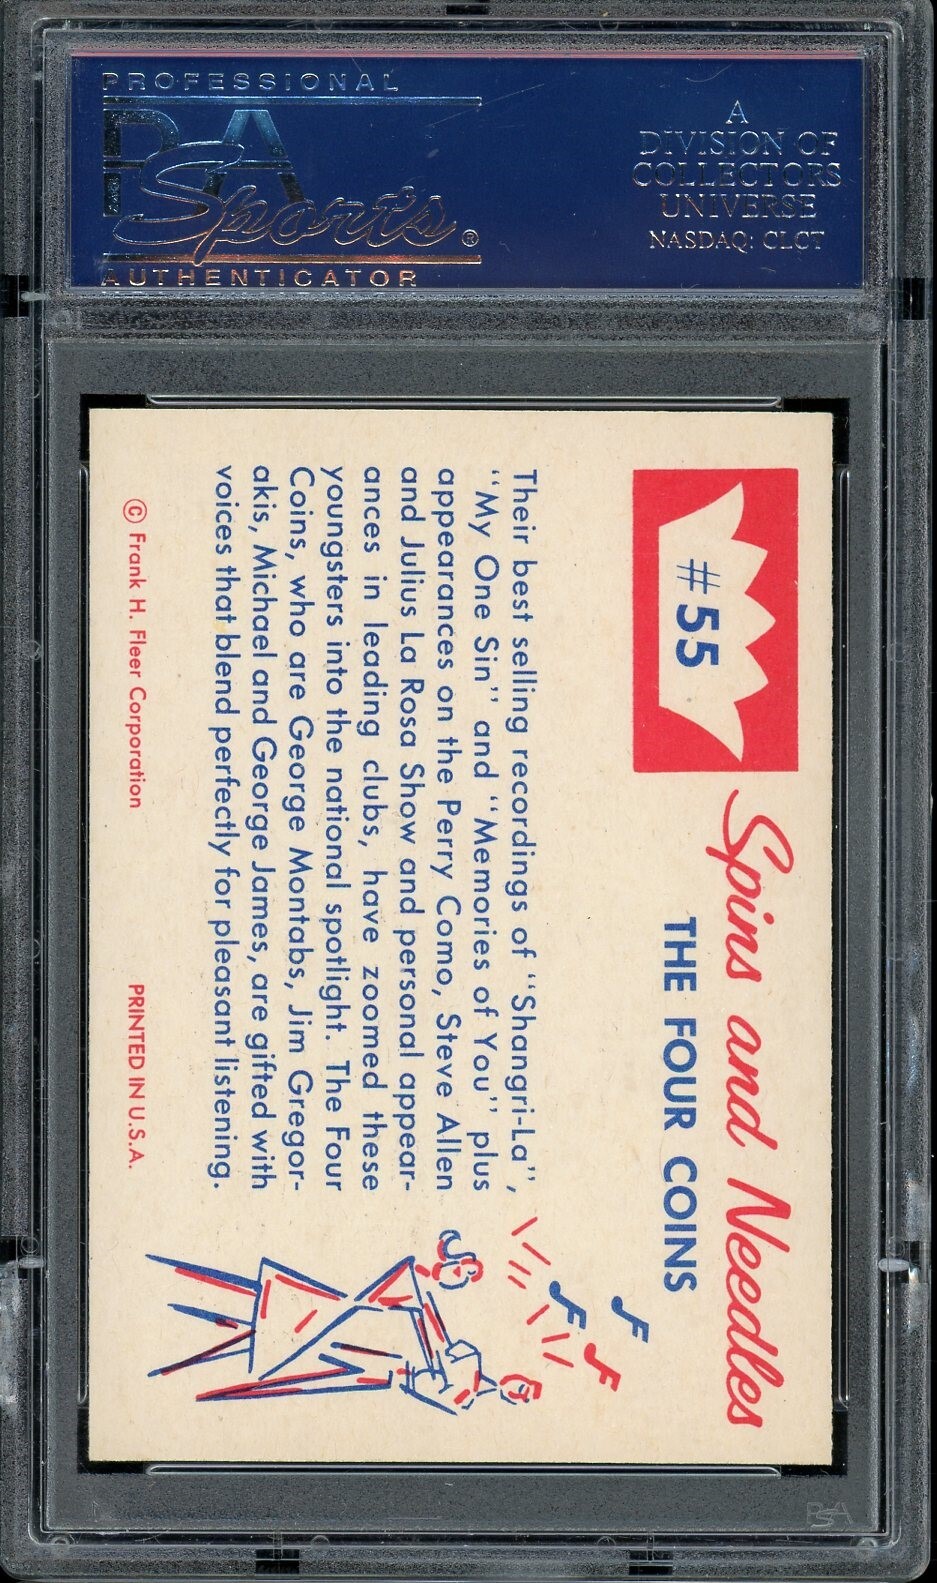 PROFESSIONAL
PSA
Sports®
AUTHENTICATOR
A
DIVISION OF
COLLECTORS
UNIVERSE
NASDAQ: CLCT
#55
Spins and Needles
THE FOUR COINS
Their best selling recordings of "Shangri-La",
"My One Sin" and "Memories of You" plus
appearances on the Perry Como, Steve Allen
and Julius La Rosa Show and personal appear-
ances in leading clubs, have zoomed these
youngsters into the national spotlight. The Four
Coins, who are George Montabs, Jim Gregor-
akis, Michael and George James, are gifted with
voices that blend perfectly for pleasant listening.
© Frank H. Fleer Corporation
PRINTED IN U.S.A.
PSA